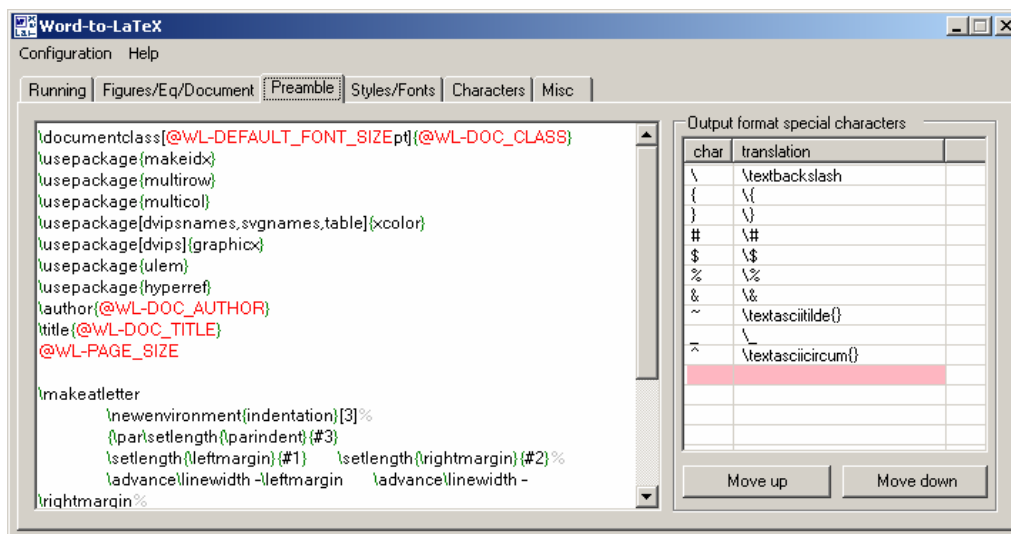 Word-to-LaTeX
Configuration Help
Running Figures/Eq/Document Preamble Styles/Fonts Characters Misc
\documentclass[@WL-DEFAULT_FONT_SIZEpt]{@WL-DOC_CLASS}
\usepackage{makeidx}
\usepackage{multirow}
\usepackage{multicol}
\usepackage[dvipsnames,svgnames,table]{xcolor}
\usepackage[dvips]{graphicx}
\usepackage{ulem}
\usepackage{hyperref}
\author{@WL-DOC_AUTHOR}
\title{@WL-DOC_TITLE}
@WL-PAGE_SIZE
\makeatletter
\newenvironment{indentation}[3]%
{\par\setlength{\parindent}{#3}
\setlength{\leftmargin}{#1} \setlength{\rightmargin}{#2}%
\advance\linewidth -\leftmargin \advance\linewidth -
\rightmargin%
Output format special characters
char translation
\ \textbackslash
{ \{
} \}
# \#
$ \$
% \%
& \&
~ \textasciitilde{}
_ \_
^ \textasciicircum{}
Move up Move down